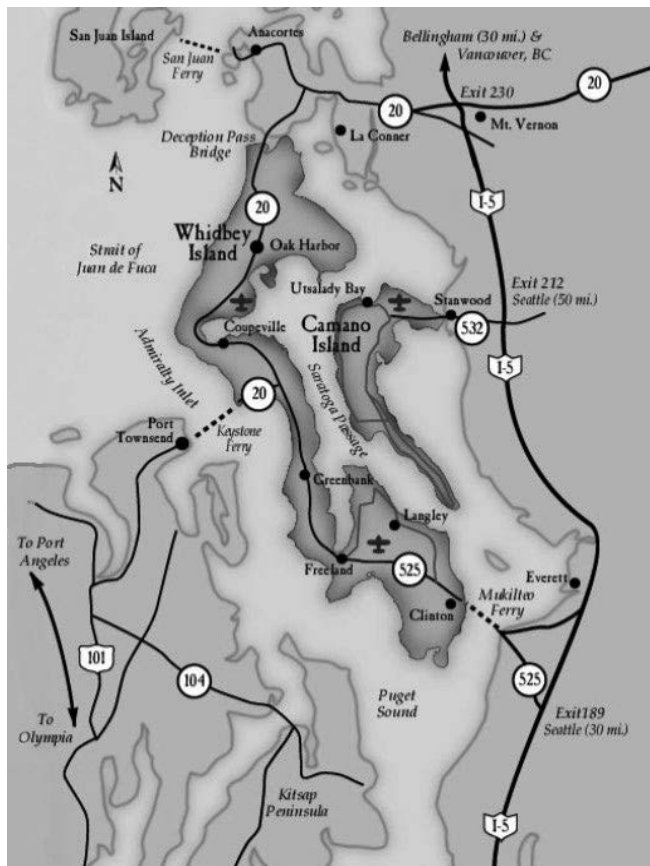 San Juan Island
San Juan
Ferry
Anacortes
Bellingham (30 mi.) &
Vancouver, BC
20
Exit 230
20
Mt. Vernon
La Conner
Deception Pass
Bridge
N
20
I-5
Whidbey
Island
Oak Harbor
Strait of
Juan de Fuca
Utsalady Bay
Stanwood
Exit 212
Seattle (50 mi.)
532
Camano
Island
Coupeville
Admiralty Inlet
Saratoga Passage
I-5
20
Port
Townsend
Keystone
Ferry
Greenbank
Langley
To Port
Angeles
Freeland
525
Everett
Mukilteo
Ferry
Clinton
101
104
525
Puget
Sound
To
Olympia
Exit189
Seattle (30 mi.)
Kitsap
Peninsula
I-5